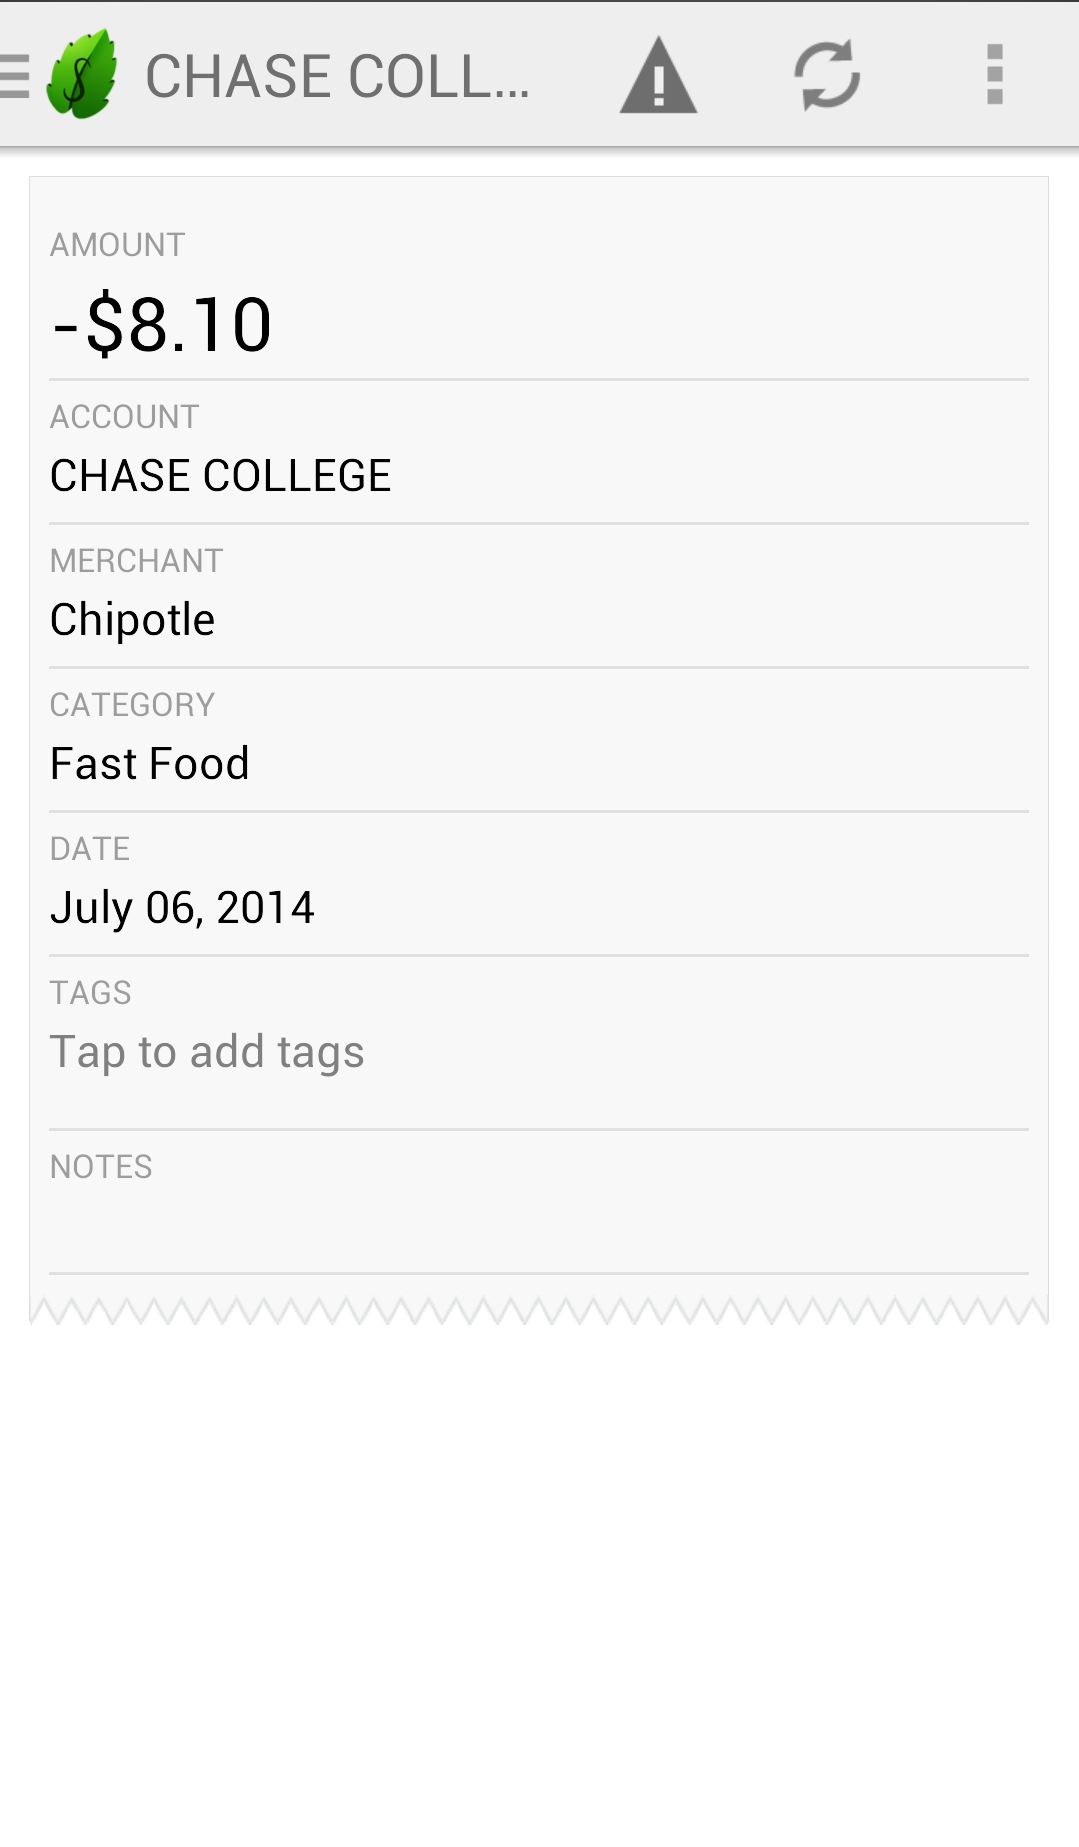 CHASE COLL...
AMOUNT
-$8.10
ACCOUNT
CHASE COLLEGE
MERCHANT
Chipotle
CATEGORY
Fast Food
DATE
July 06, 2014
TAGS
Tap to add tags
NOTES